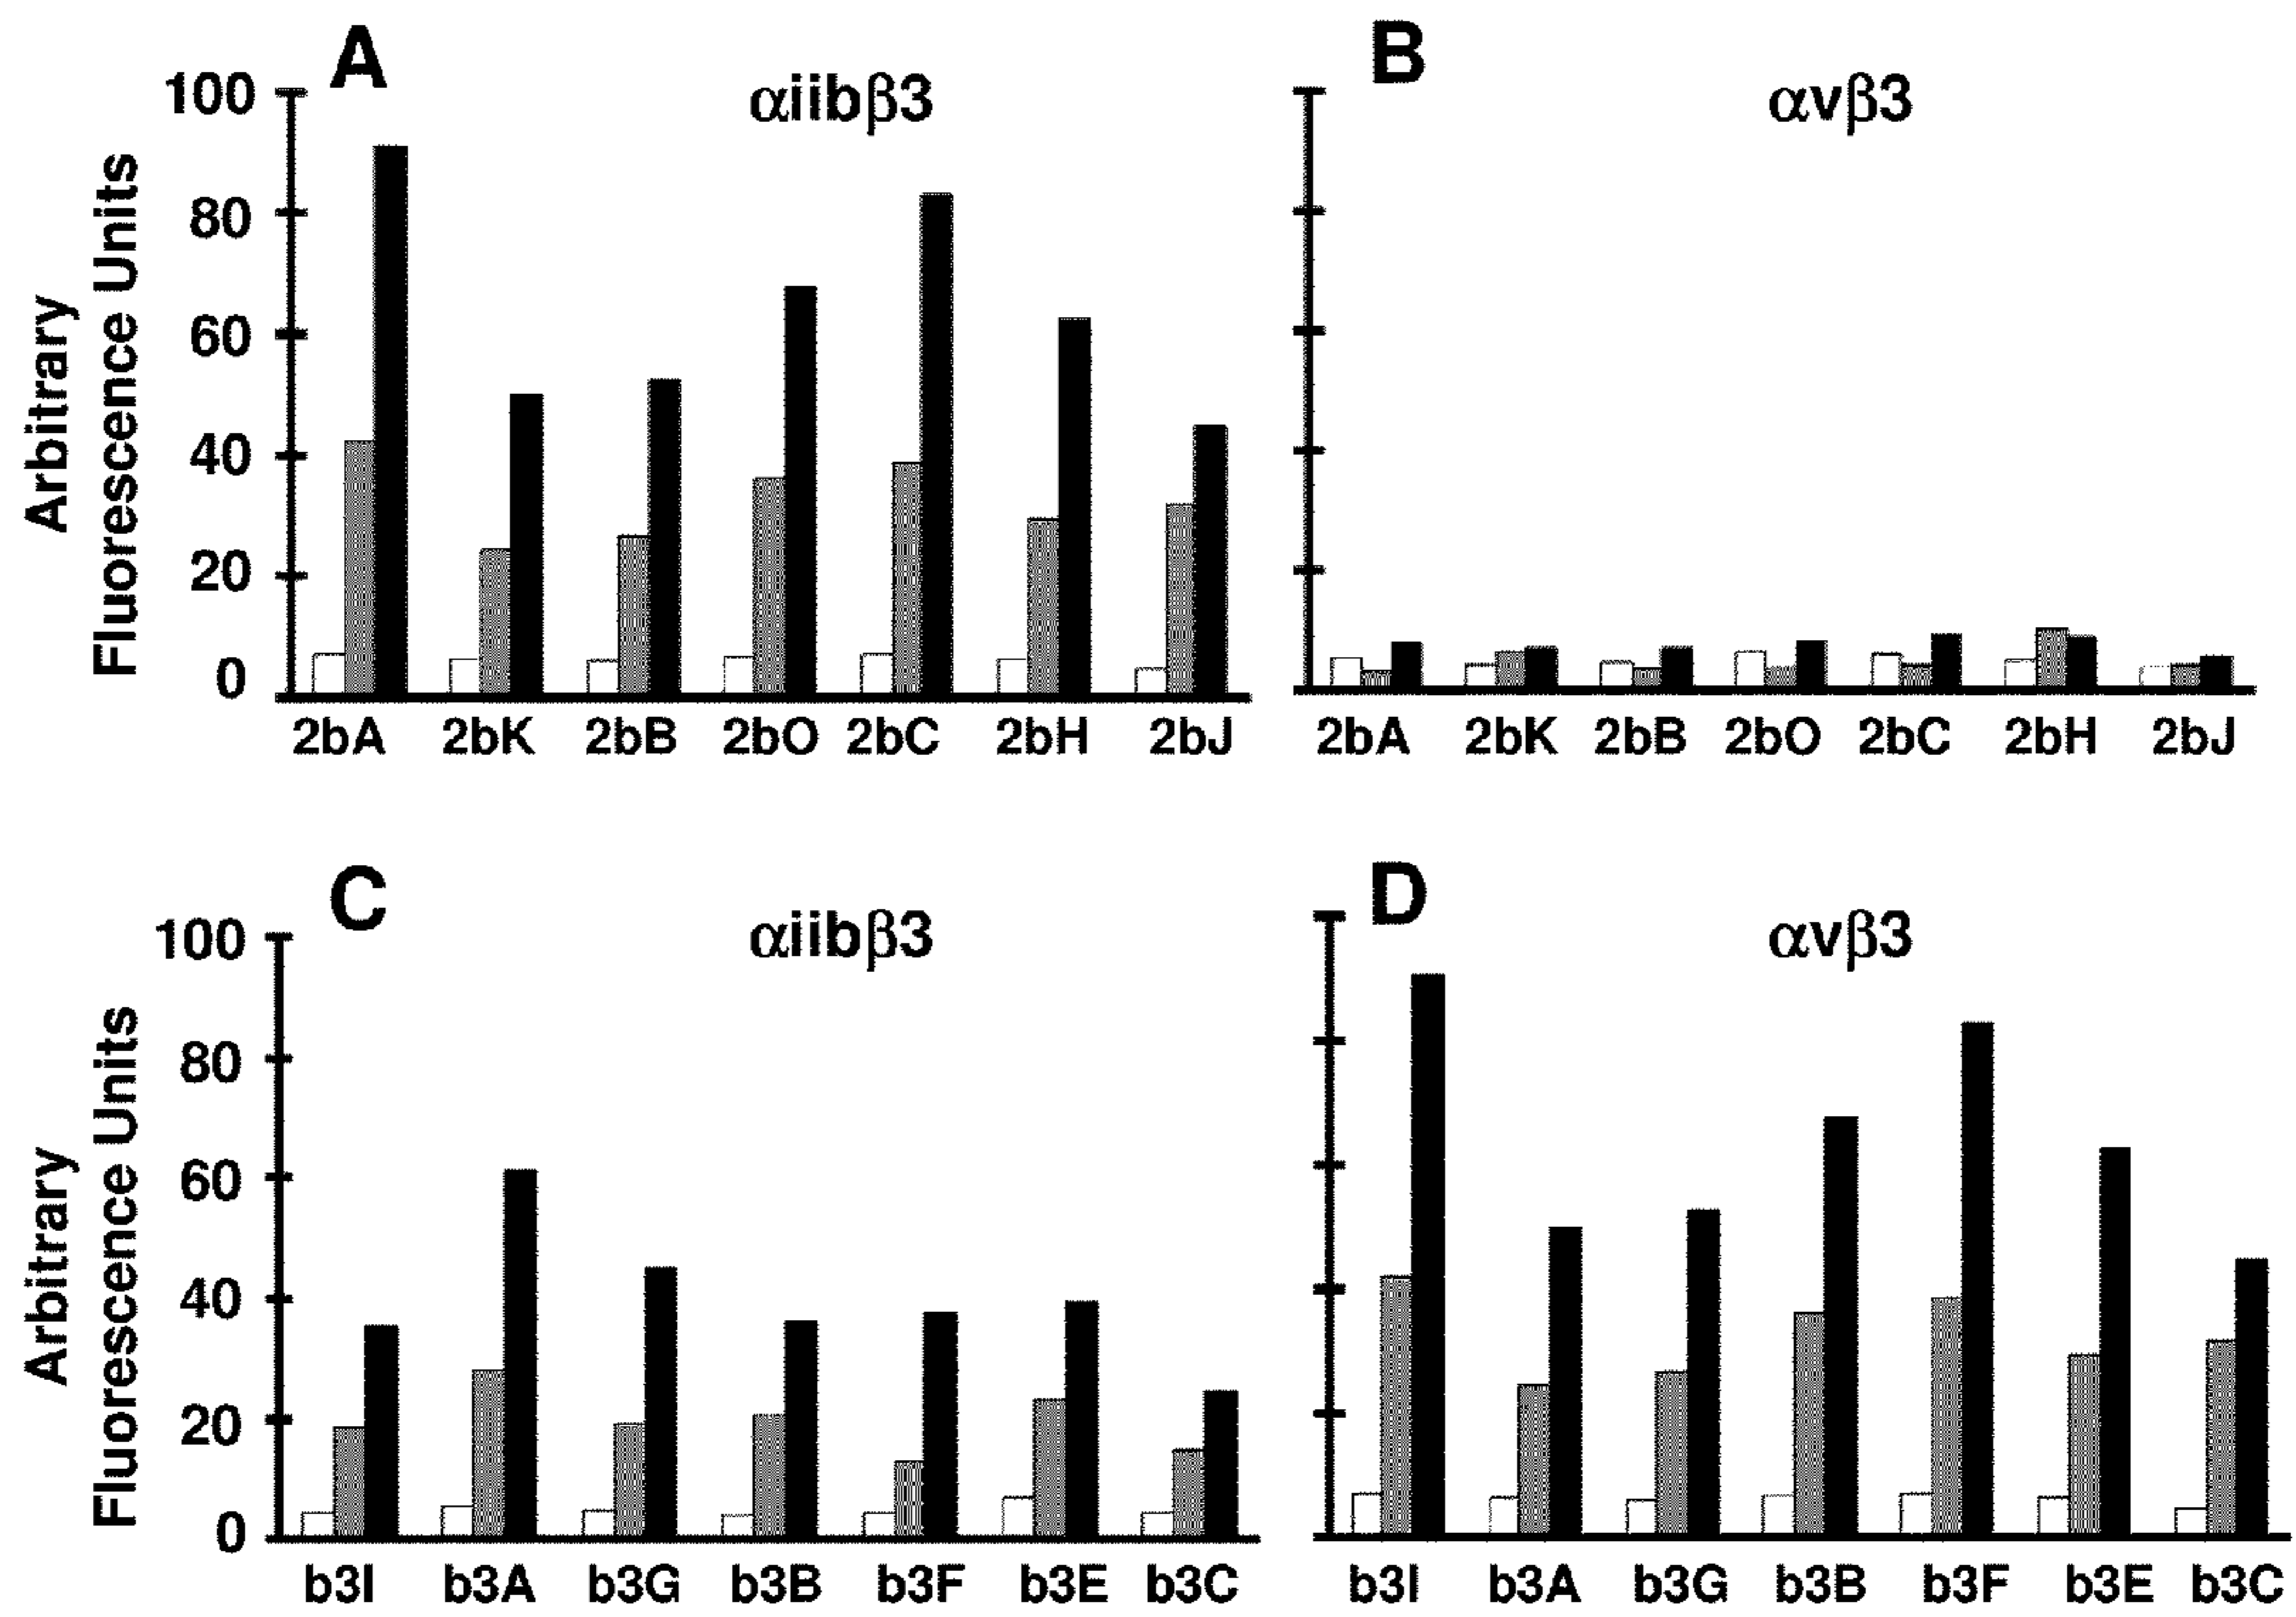 A
αiibβ3
Arbitrary
Fluorescence Units
100
80
60
40
20
0
2bA 2bK 2bB 2bO 2bC 2bH 2bJ
B
αvβ3
2bA 2bK 2bB 2bO 2bC 2bH 2bJ
C
αiibβ3
Arbitrary
Fluorescence Units
100
80
60
40
20
0
b3I b3A b3G b3B b3F b3E b3C
D
αvβ3
b3I b3A b3G b3B b3F b3E b3C